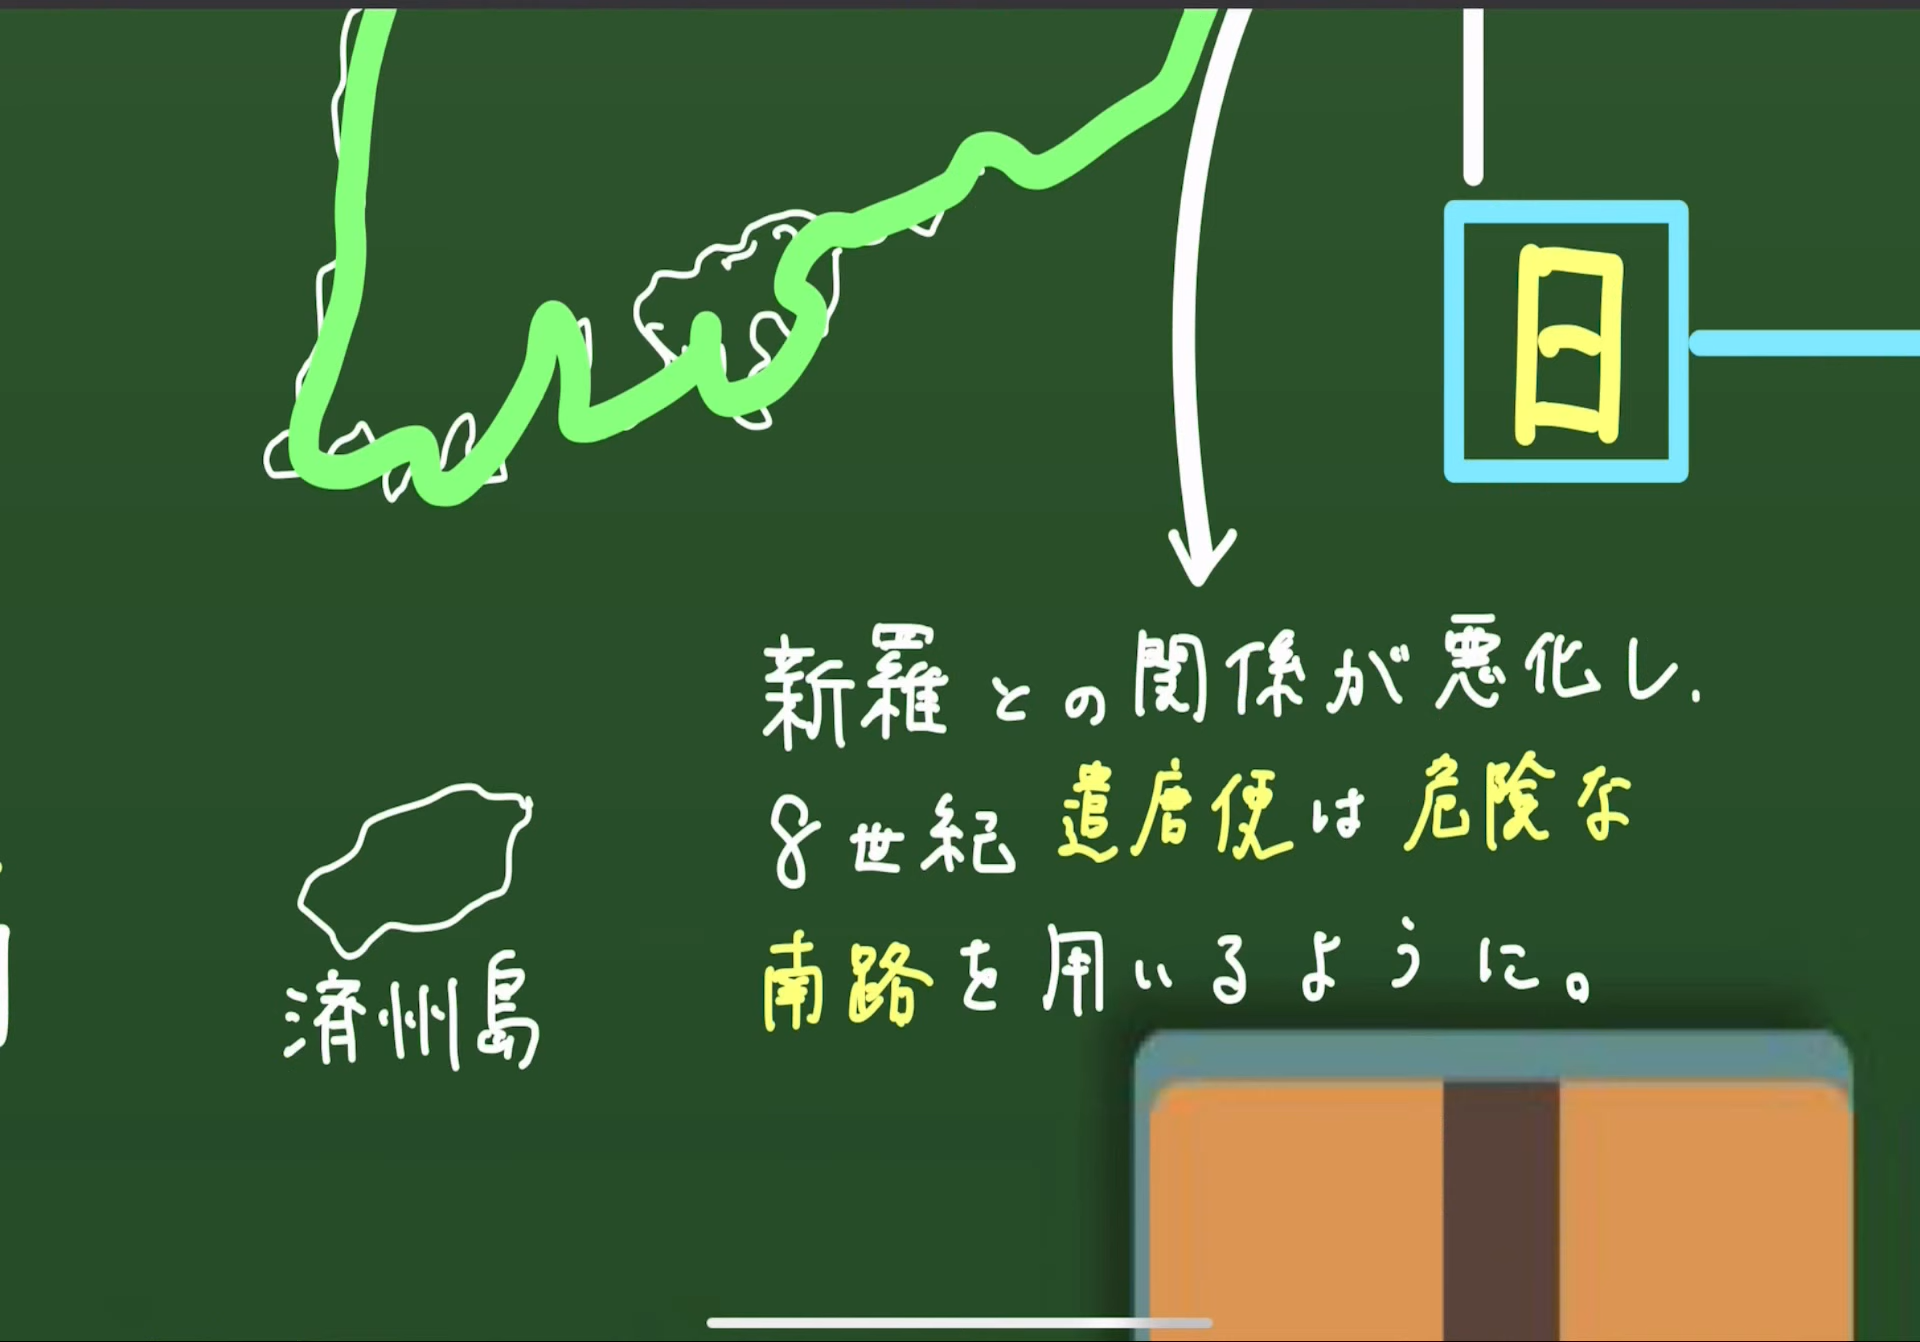 日
新羅との関係が悪化し.
8世紀遣唐便は危険な
南路を用いるように。
済州島